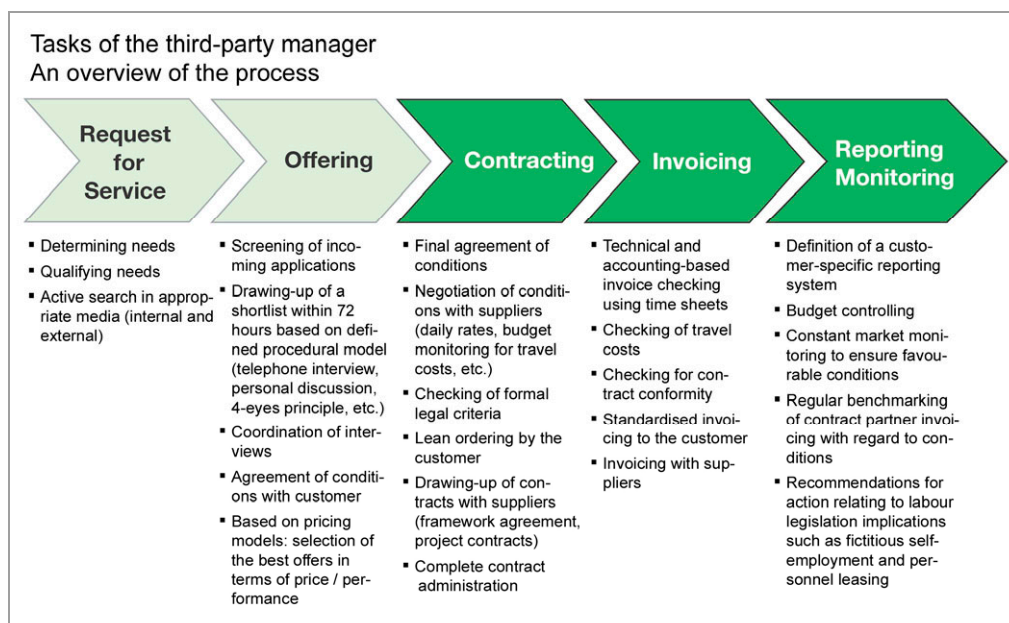 Tasks of the third-party manager
An overview of the process
Request
for
Service
Offering
Contracting
Invoicing
Reporting
Monitoring
▪ Determining needs
▪ Qualifying needs
▪ Active search in approp-
riate media (internal and
external)
▪ Screening of inco-
ming applications
▪ Drawing-up of a
shortlist within 72
hours based on defi-
ned procedural model
(telephone interview,
personal discussion,
4-eyes principle, etc.)
▪ Coordination of inter-
views
▪ Agreement of conditi-
ons with customer
▪ Based on pricing
models: selection of
the best offers in
terms of price / per-
formance
▪ Final agreement of
conditions
▪ Negotiation of conditi-
ons with suppliers
(daily rates, budget
monitoring for travel
costs, etc.)
▪ Checking of formal
legal criteria
▪ Lean ordering by the
customer
▪ Drawing-up of con-
tracts with suppliers
(framework agreement,
project contracts)
▪ Complete contract
administration
▪ Technical and
accounting-based
invoice checking
using time sheets
▪ Checking of travel
costs
▪ Checking for con-
tract conformity
▪ Standardised invoi-
cing to the customer
▪ Invoicing with sup-
pliers
▪ Definition of a custo-
mer-specific reporting
system
▪ Budget controlling
▪ Constant market moni-
toring to ensure favou-
rable conditions
▪ Regular benchmarking
of contract partner invoi
cing with regard to con-
ditions
▪ Recommendations for
action relating to labour
legislation implications
such as fictitious self-
employment and per-
sonnel leasing